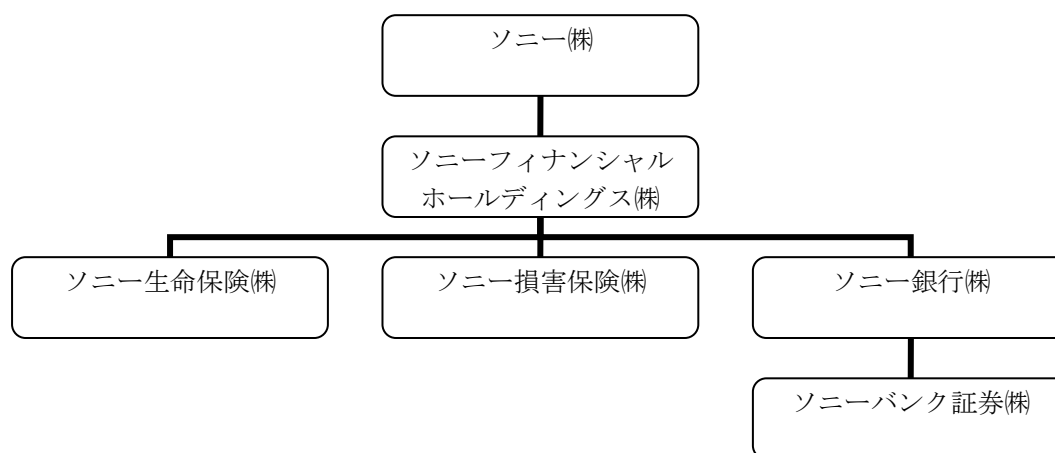 ソニー㈱
ソニーフィナンシャル
ホールディングス㈱
ソニー生命保険㈱
ソニー損害保険㈱
ソニー銀行㈱
ソニーバンク証券㈱